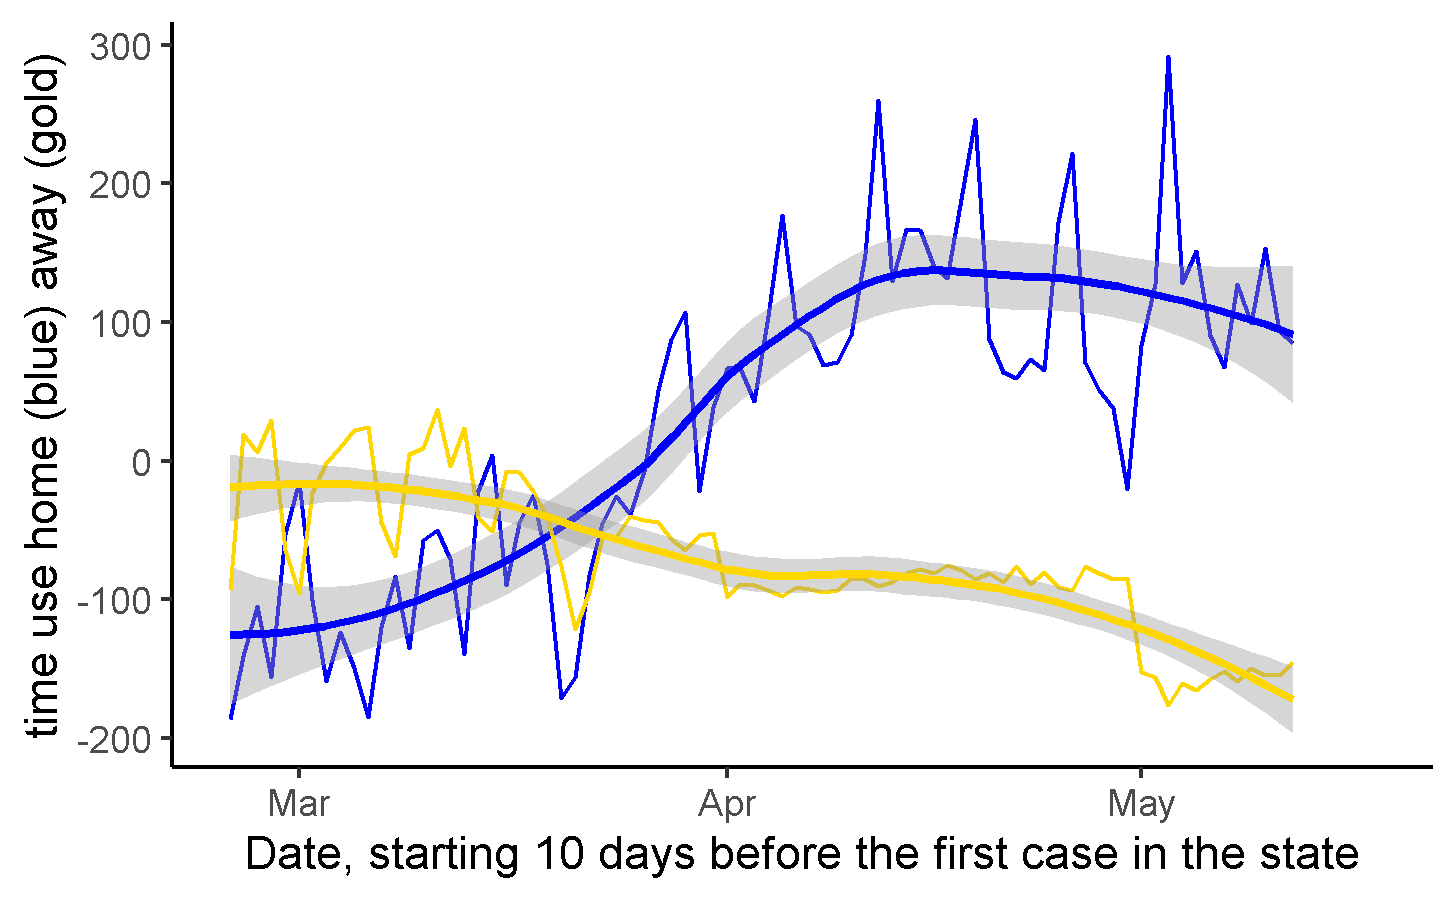 time use home (blue) away (gold)
300
200
100
0
-100
-200
Mar
Apr
May
Date, starting 10 days before the first case in the state